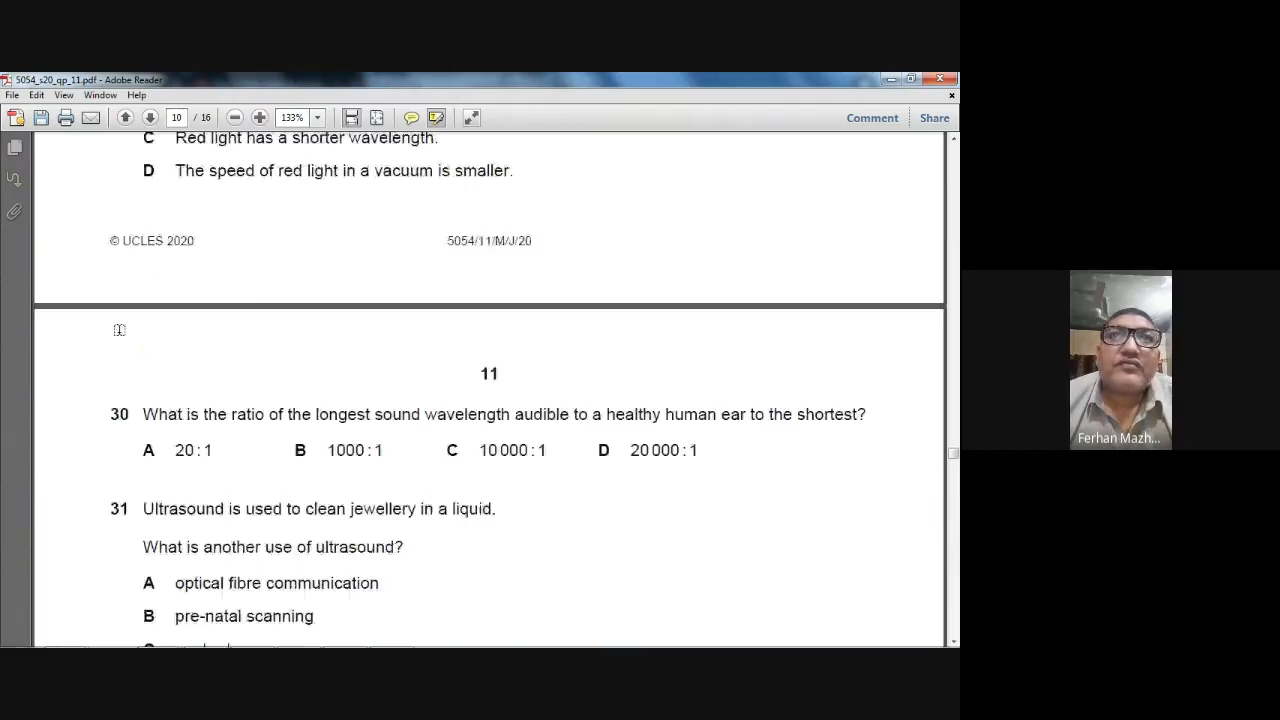 5054_s20_qp_11.pdf - Adobe Reader
File Edit View Window Help
10 / 16 133% Comment Share
C Red light has a shorter wavelength.
D The speed of red light in a vacuum is smaller.
© UCLES 2020 5054/11/M/J/20
11
30 What is the ratio of the longest sound wavelength audible to a healthy human ear to the shortest?
A 20 : 1 B 1000 : 1 C 10 000 : 1 D 20 000 : 1
31 Ultrasound is used to clean jewellery in a liquid.
What is another use of ultrasound?
A optical fibre communication
B pre-natal scanning
Ferhan Mazh...